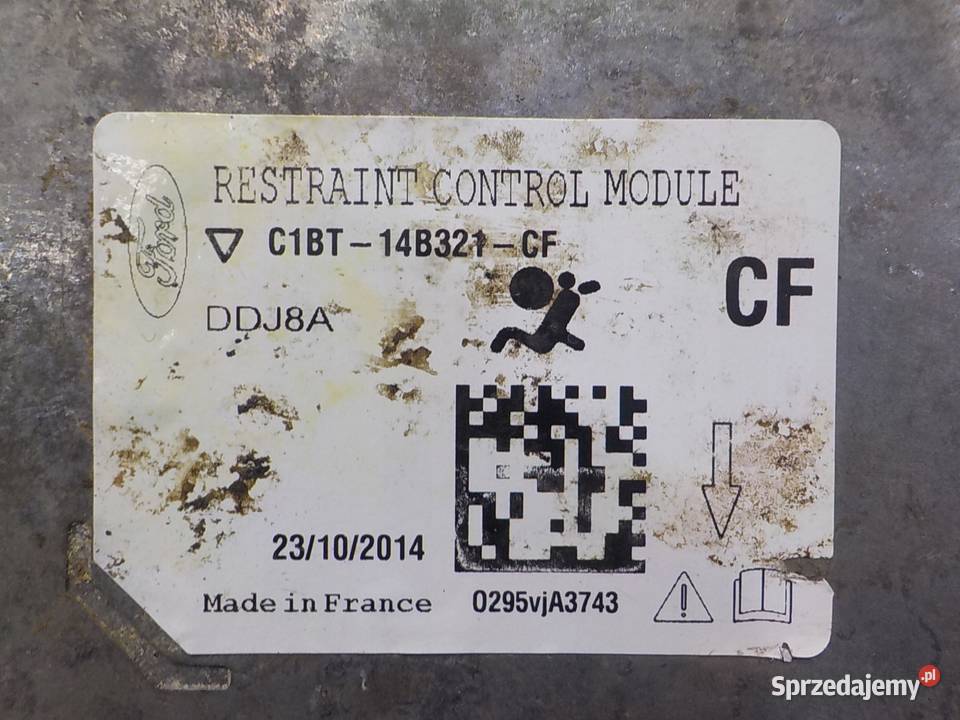 Ford
RESTRAINT CONTROL MODULE
C1BT-14B321-CF
CF
DDJ8A
23/10/2014
Made in France 0295vjA3743
Sprzedajemy.pl